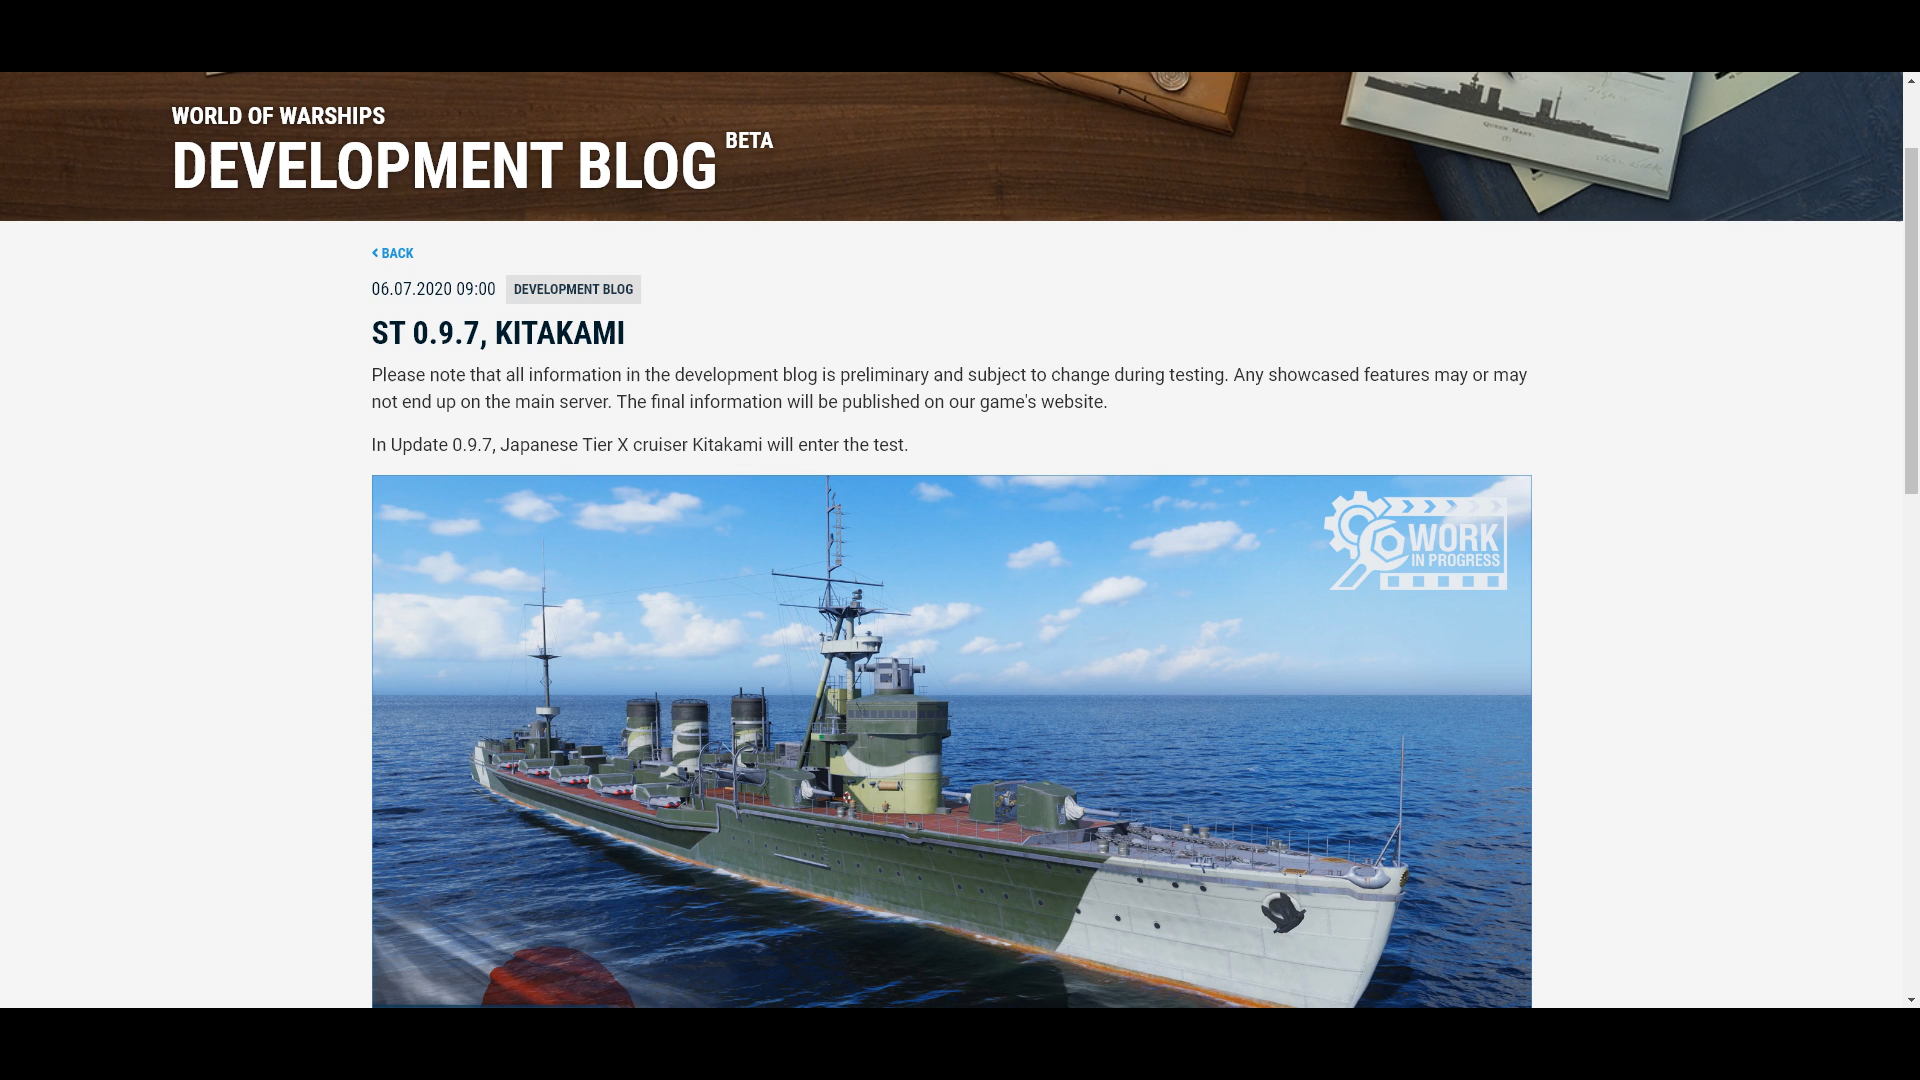 WORLD OF WARSHIPS
DEVELOPMENT BLOG BETA
QUEEN MARY.
BACK
06.07.2020 09:00 DEVELOPMENT BLOG
ST 0.9.7, KITAKAMI
Please note that all information in the development blog is preliminary and subject to change during testing. Any showcased features may or may
not end up on the main server. The final information will be published on our game's website.
In Update 0.9.7, Japanese Tier X cruiser Kitakami will enter the test.
WORK
IN PROGRESS